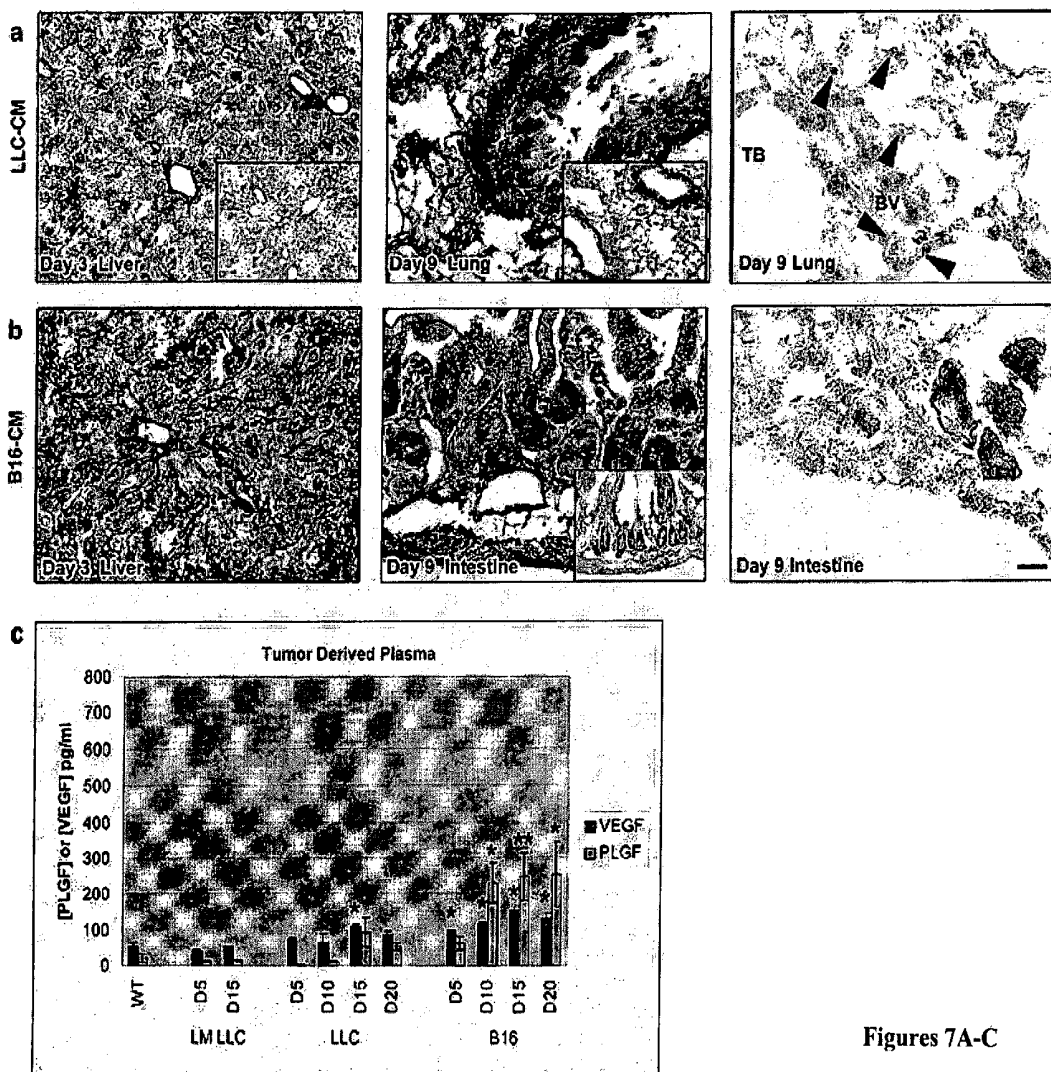 a
LLC-CM
Day 3 Liver
Day 9 Lung
TB
BV
Day 9 Lung
b
B16-CM
Day 3 Liver
Day 9 Intestine
Day 9 Intestine
c
Tumor Derived Plasma
[PLGF] or [VEGF] pg/ml
800
700
600
500
400
300
200
100
0
VEGF
PLGF
WT
D5
D15
D5
D10
D15
D20
D5
D10
D15
D20
LM LLC
LLC
B16
Figures 7A-C